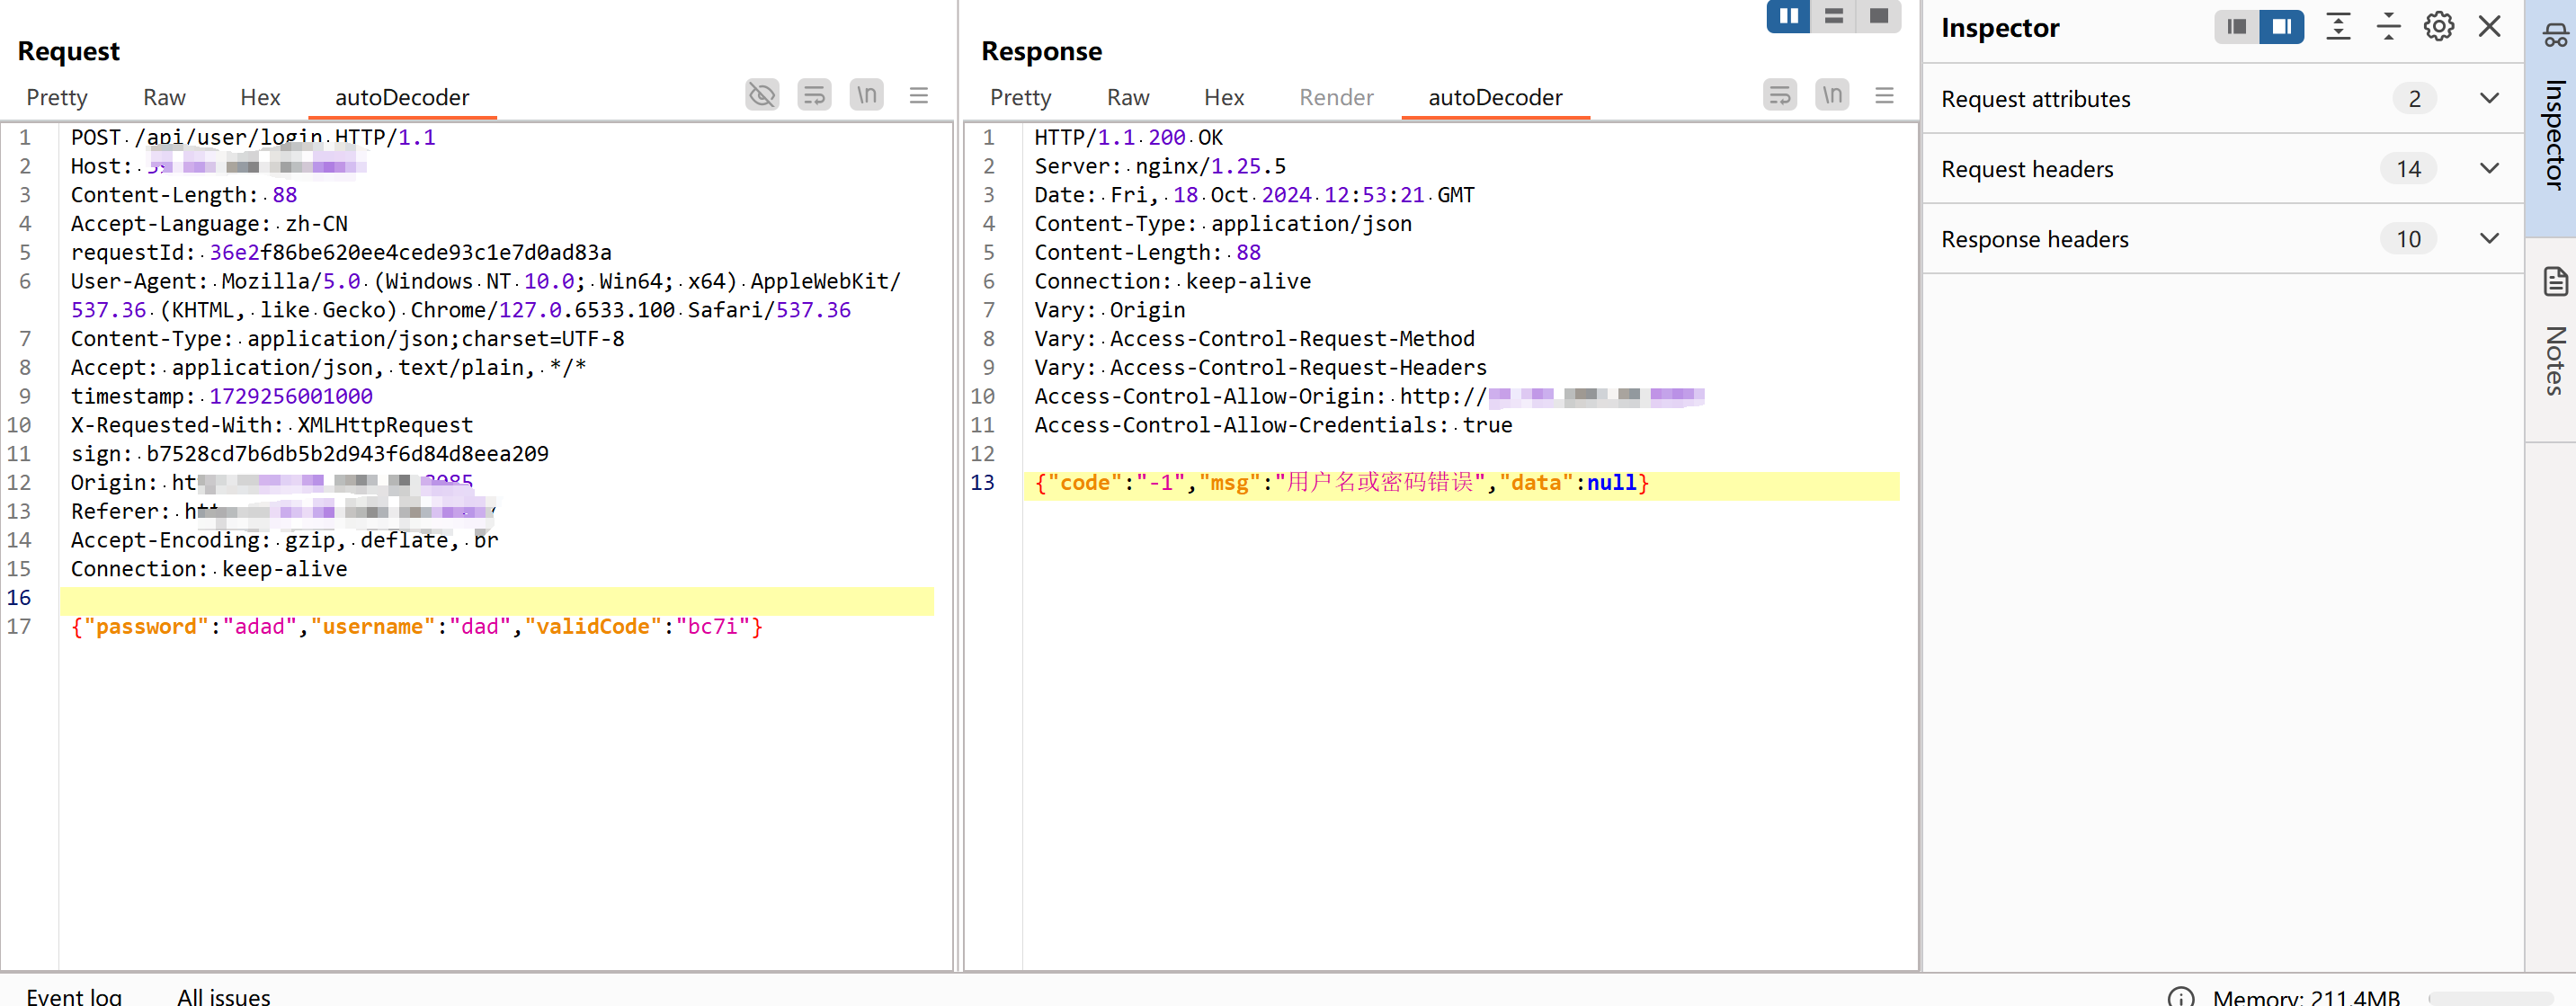 Request
Pretty Raw Hex autoDecoder \n
1 POST /api/user/login HTTP/1.1
2 Host:
3 Content-Length: 88
4 Accept-Language: zh-CN
5 requestId: 36e2f86be620ee4cede93c1e7d0ad83a
6 User-Agent: Mozilla/5.0 (Windows NT 10.0; Win64; x64) AppleWebKit/
537.36 (KHTML, like Gecko) Chrome/127.0.6533.100 Safari/537.36
7 Content-Type: application/json;charset=UTF-8
8 Accept: application/json, text/plain, */*
9 timestamp: 1729256001000
10 X-Requested-With: XMLHttpRequest
11 sign: b7528cd7b6db5b2d943f6d84d8eea209
12 Origin: ht
13 Referer:
14 Accept-Encoding: gzip, deflate, br
15 Connection: keep-alive
16
17 {"password":"adad","username":"dad","validCode":"bc7i"}
Response
Pretty Raw Hex Render autoDecoder \n
1 HTTP/1.1 200 OK
2 Server: nginx/1.25.5
3 Date: Fri, 18 Oct 2024 12:53:21 GMT
4 Content-Type: application/json
5 Content-Length: 88
6 Connection: keep-alive
7 Vary: Origin
8 Vary: Access-Control-Request-Method
9 Vary: Access-Control-Request-Headers
10 Access-Control-Allow-Origin: http://
11 Access-Control-Allow-Credentials: true
12
13 {"code":"-1","msg":"用户名或密码错误","data":null}
Inspector
Request attributes 2
Request headers 14
Response headers 10
Inspector
Notes
Event log All issues
Memory: 211.4MB